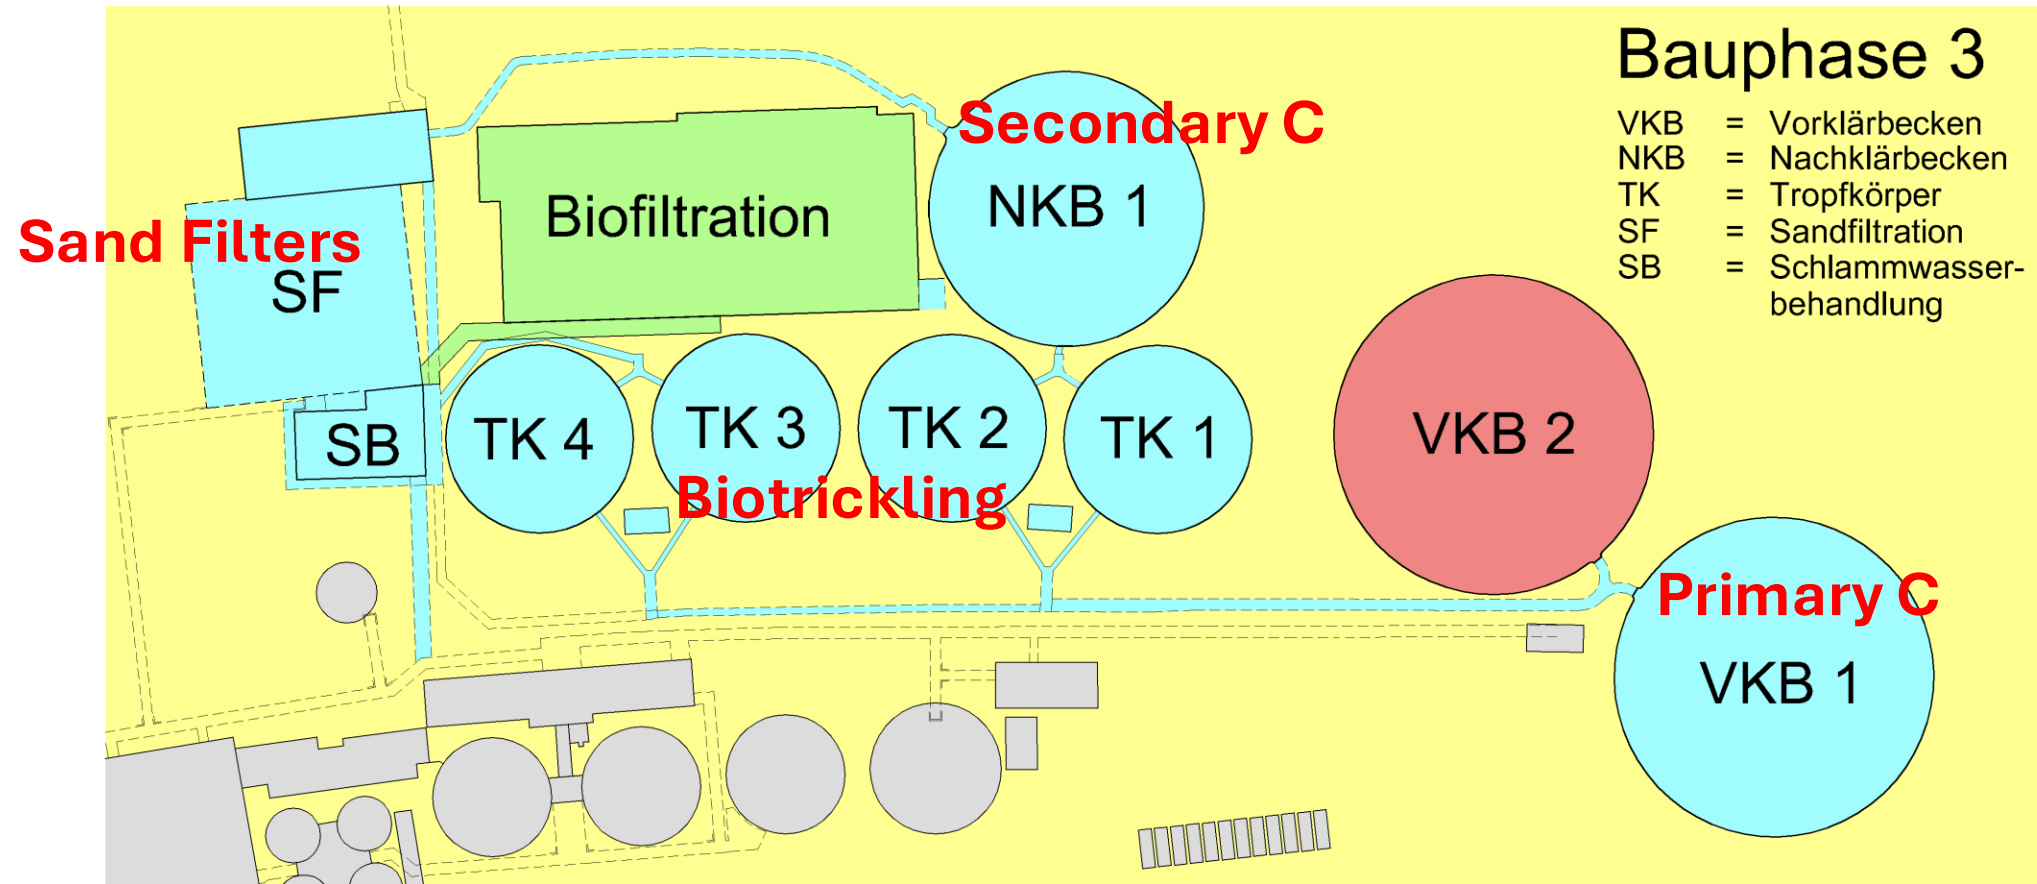 Bauphase 3
VKB = Vorklärbecken
NKB = Nachklärbecken
TK = Tropfkörper
SF = Sandfiltration
SB = Schlammwasser-
behandlung
Secondary C
NKB 1
Biofiltration
Sand Filters
SF
SB
TK 4
TK 3
TK 2
TK 1
Biotrickling
VKB 2
Primary C
VKB 1